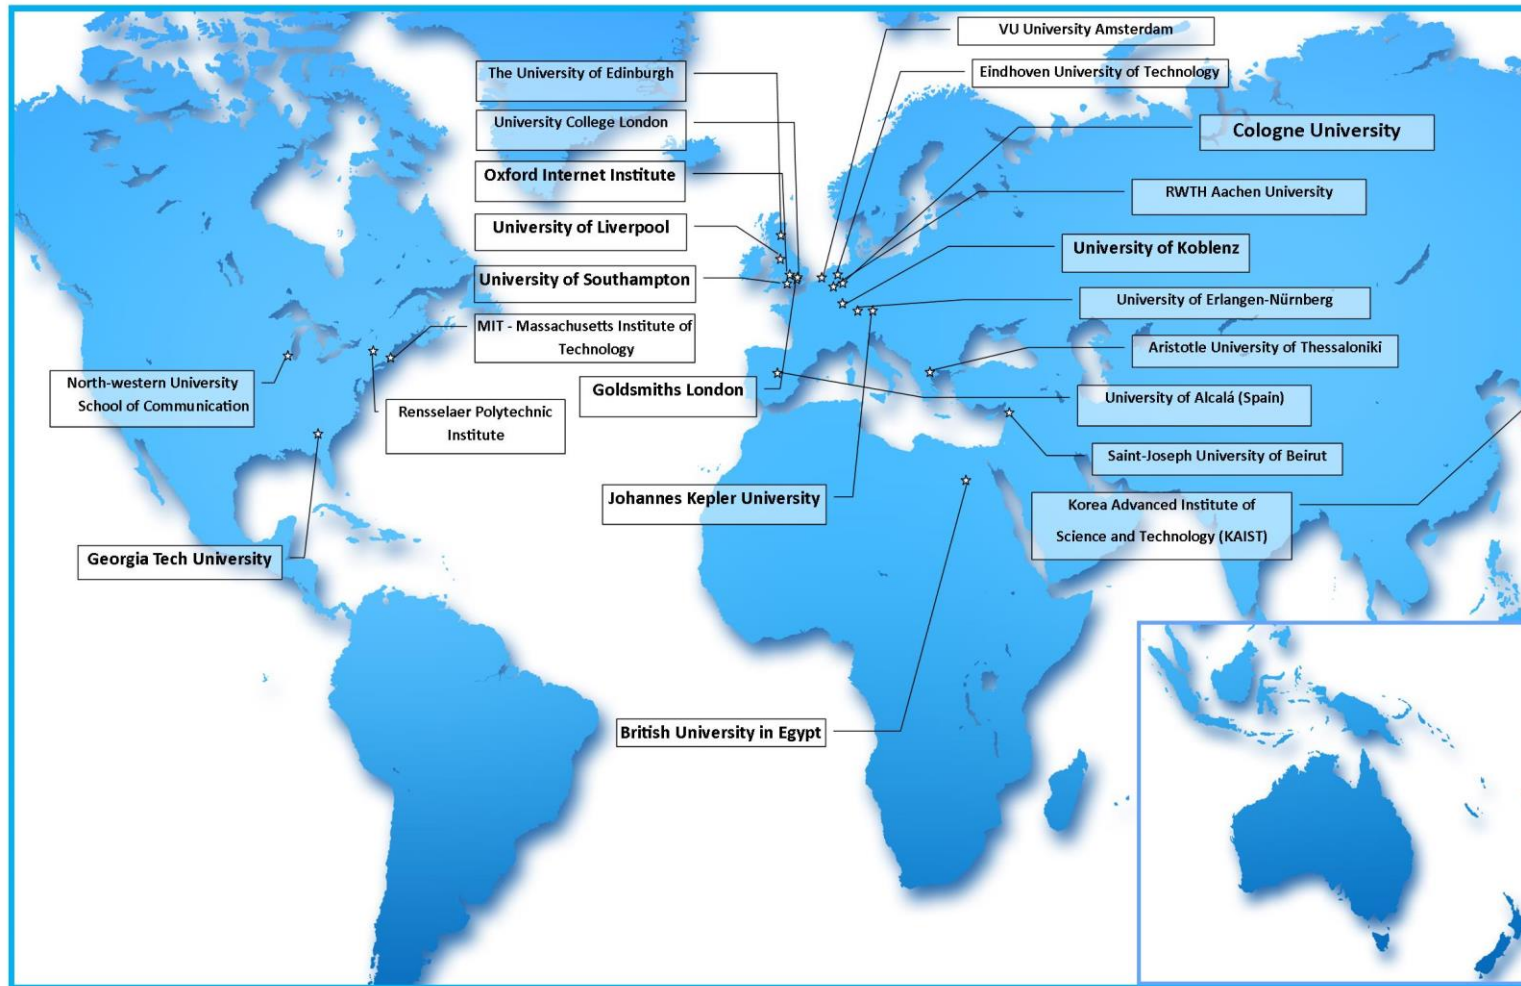 VU University Amsterdam
The University of Edinburgh
Eindhoven University of Technology
University College London
Cologne University
Oxford Internet Institute
RWTH Aachen University
University of Liverpool
University of Koblenz
University of Southampton
University of Erlangen-Nürnberg
MIT - Massachusetts Institute of
Technology
Aristotle University of Thessaloniki
North-western University
School of Communication
Goldsmiths London
University of Alcalá (Spain)
Rensselaer Polytechnic
Institute
Saint-Joseph University of Beirut
Johannes Kepler University
Korea Advanced Institute of
Science and Technology (KAIST)
Georgia Tech University
British University in Egypt